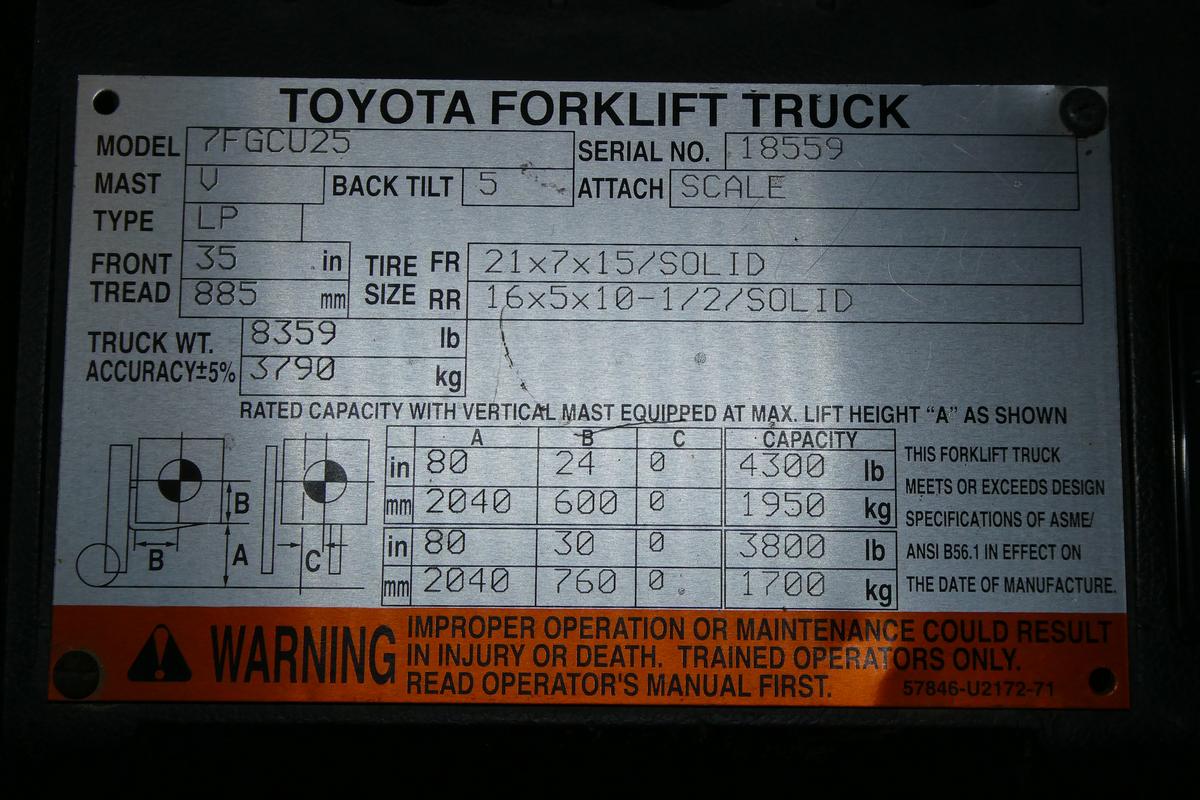 TOYOTA FORKLIFT TRUCK
MODEL 7FGCU25 SERIAL NO. 18559
MAST V BACK TILT 5 ATTACH SCALE
TYPE LP
FRONT TREAD 35 in TIRE SIZE FR 21x7x15/SOLID
885 mm RR 16x5x10-1/2/SOLID
TRUCK WT. 8359 lb
ACCURACY±5% 3790 kg
RATED CAPACITY WITH VERTICAL MAST EQUIPPED AT MAX. LIFT HEIGHT “A” AS SHOWN
B B A C
A B C CAPACITY
in 80 24 0 4300 lb
mm 2040 600 0 1950 kg
in 80 30 0 3800 lb
mm 2040 760 0 1700 kg
THIS FORKLIFT TRUCK
MEETS OR EXCEEDS DESIGN
SPECIFICATIONS OF ASME/
ANSI B56.1 IN EFFECT ON
THE DATE OF MANUFACTURE.
WARNING
IMPROPER OPERATION OR MAINTENANCE COULD RESULT
IN INJURY OR DEATH. TRAINED OPERATORS ONLY.
READ OPERATOR'S MANUAL FIRST.
57846-U2172-71